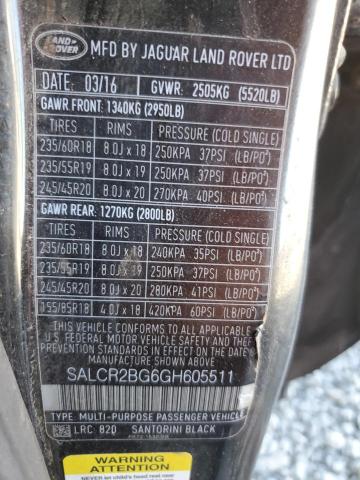 LAND
ROVER
MFD BY JAGUAR LAND ROVER LTD
DATE: 03/16 GVWR: 2505KG (5520LB)
GAWR FRONT: 1340KG (2950LB)
TIRES RIMS PRESSURE (COLD SINGLE)
235/60R18 8.0J x 18 250KPA 37PSI (LB/PO²)
235/55R19 8.0J x 19 250KPA 37PSI (LB/PO²)
245/45R20 8.0J x 20 270KPA 40PSI (LB/PO²)
GAWR REAR: 1270KG (2800LB)
TIRES RIMS PRESSURE (COLD SINGLE)
235/60R18 8.0J x 18 240KPA 35PSI (LB/PO²)
235/55R19 8.0J x 19 250KPA 37PSI (LB/PO²)
245/45R20 8.0J x 20 280KPA 41PSI (LB/PO²)
155/85R18 4.0J x 18 420KPA 60PSI (LB/PO²)
THIS VEHICLE CONFORMS TO ALL APPLICABLE
U.S. FEDERAL MOTOR VEHICLE SAFETY
STANDARDS IN EFFECT ON THE DATE OF
MANUFACTURE SHOWN ABOVE
SALCR2BG6GH605511
TYPE: MULTI-PURPOSE PASSENGER VEHICLE
LRC: 820 SANTORINI BLACK
WARNING
NEVER